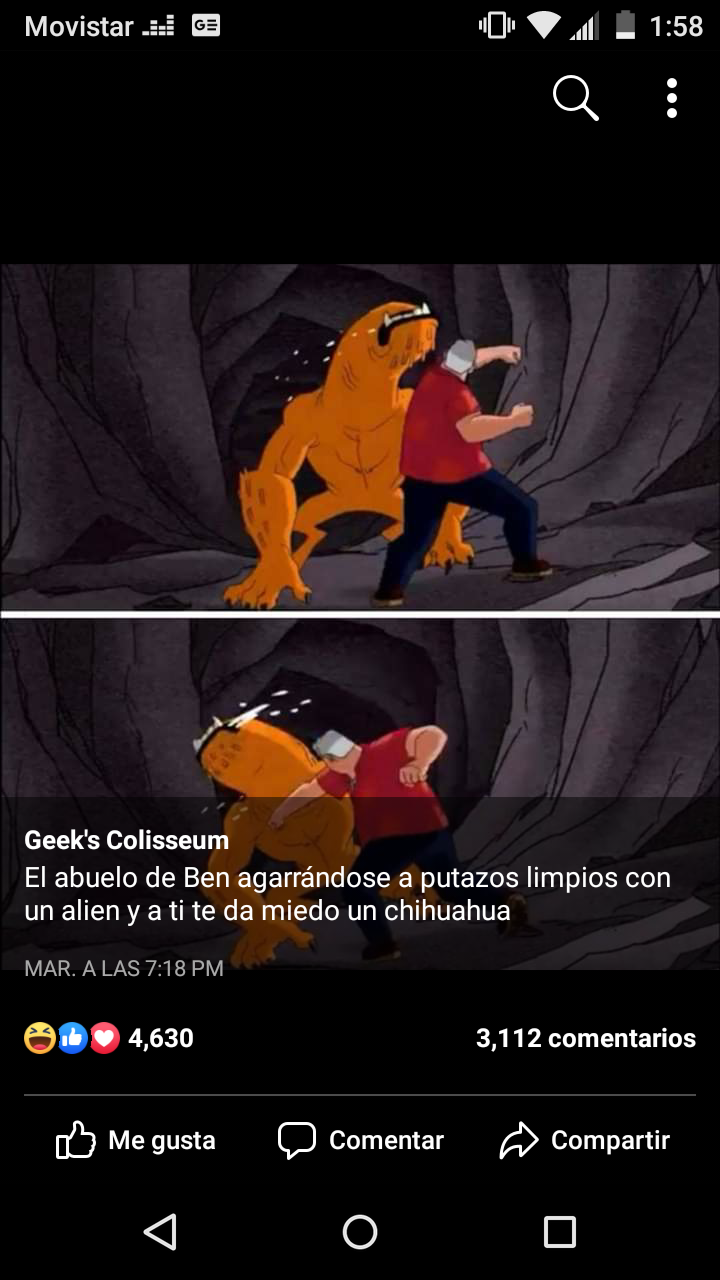 Movistar GE 1:58
Geek's Colisseum
El abuelo de Ben agarrándose a putazos limpios con
un alien y a ti te da miedo un chihuahua
MAR. A LAS 7:18 PM
4,630 3,112 comentarios
Me gusta Comentar Compartir